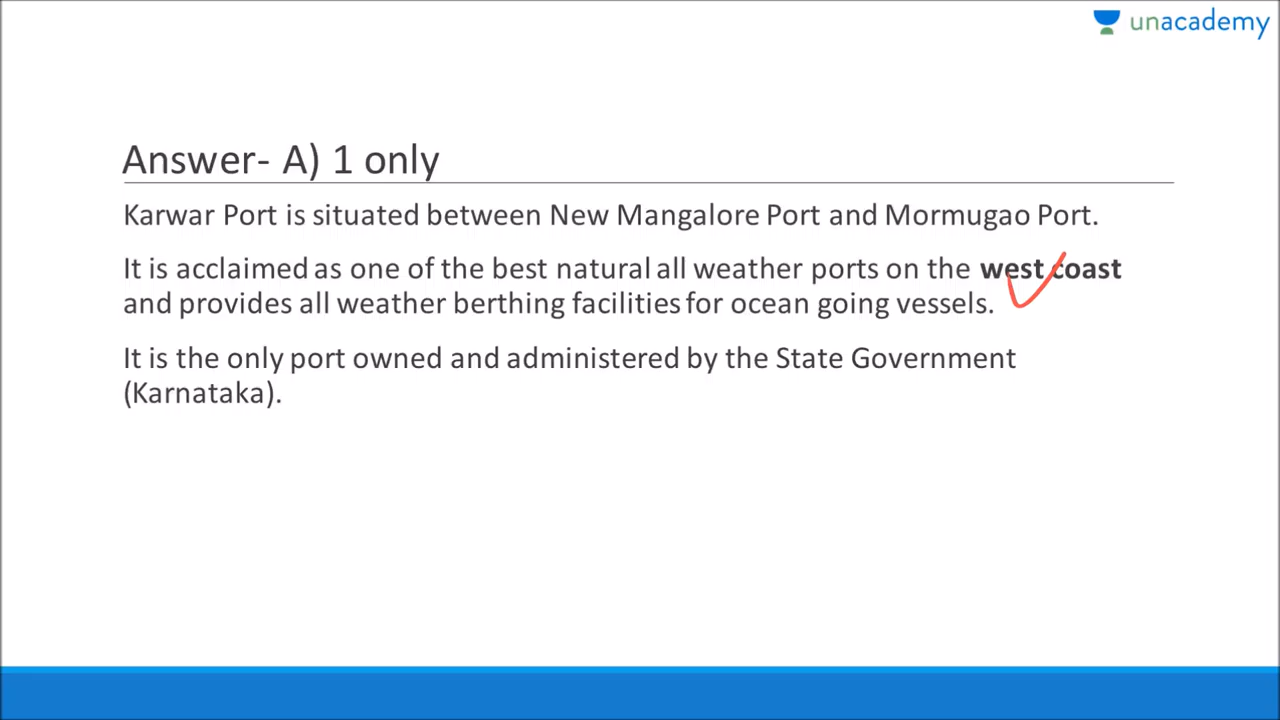 unacademy
Answer- A) 1 only
Karwar Port is situated between New Mangalore Port and Mormugao Port.
It is acclaimed as one of the best natural all weather ports on the west coast
and provides all weather berthing facilities for ocean going vessels.
It is the only port owned and administered by the State Government
(Karnataka).